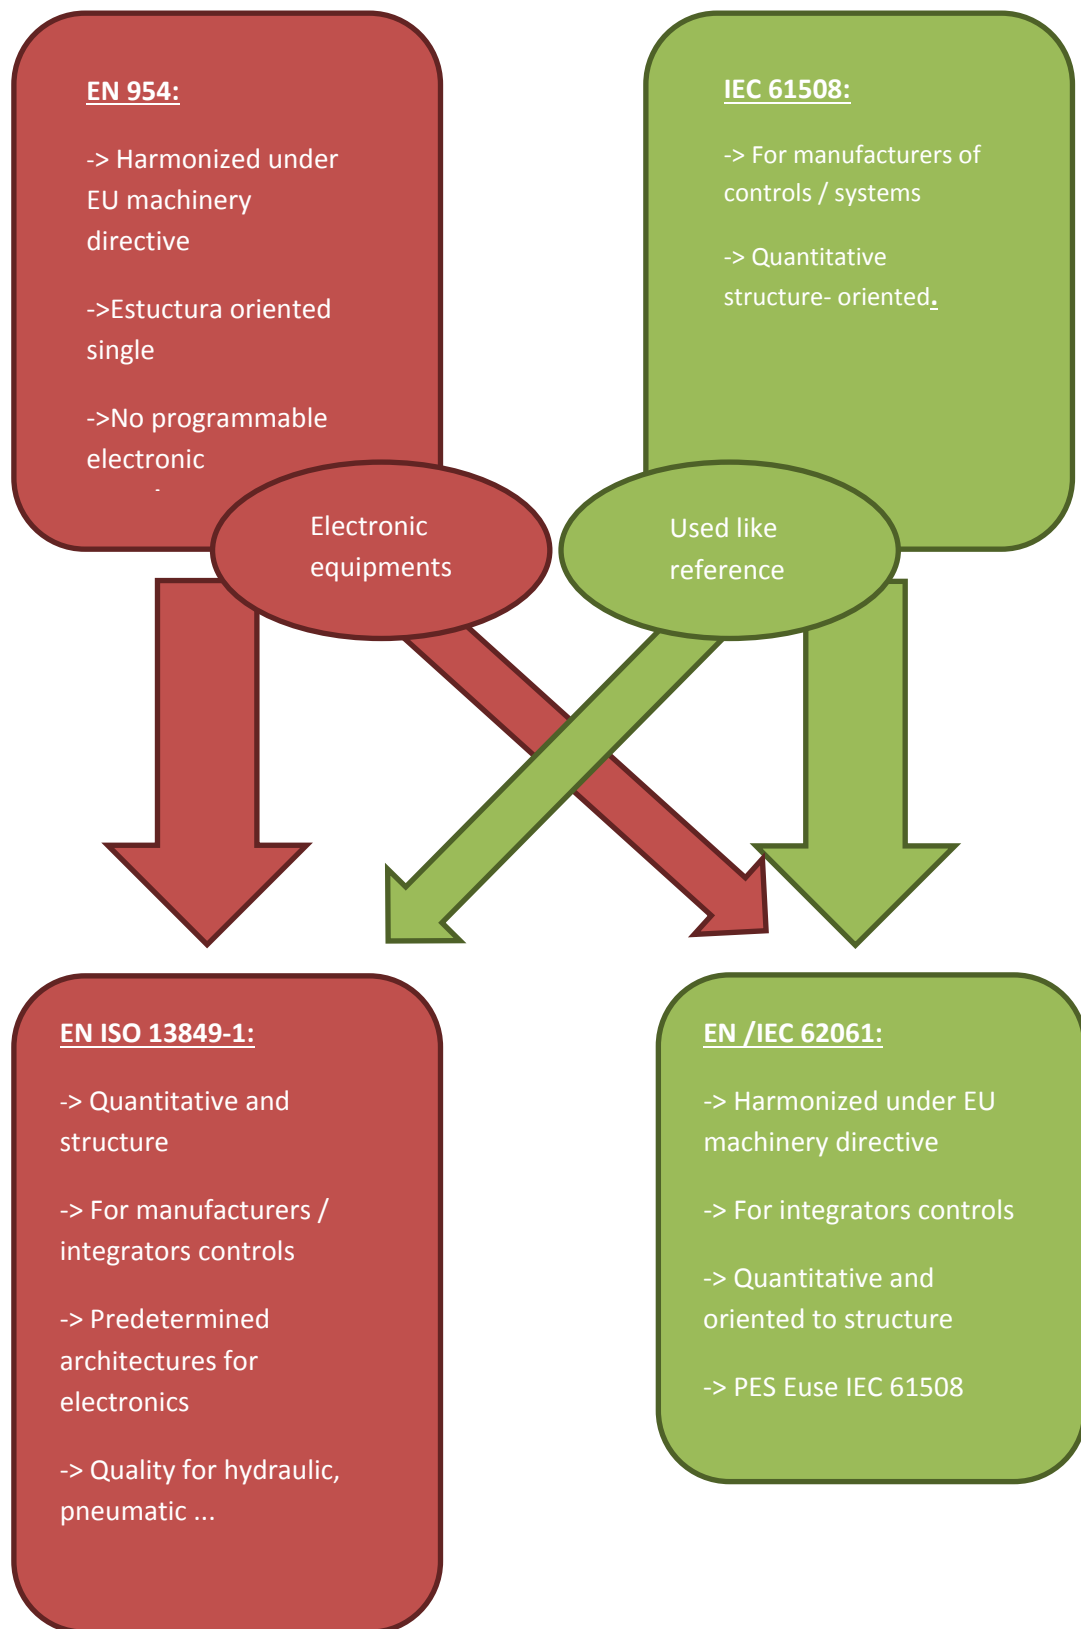 EN 954:
-> Harmonized under
EU machinery
directive
->Estuctura oriented
single
->No programmable
electronic
IEC 61508:
-> For manufacturers of
controls / systems
-> Quantitative
structure- oriented.
Electronic
equipments
Used like
reference
EN ISO 13849-1:
-> Quantitative and
structure
-> For manufacturers /
integrators controls
-> Predetermined
architectures for
electronics
-> Quality for hydraulic,
pneumatic ...
EN /IEC 62061:
-> Harmonized under EU
machinery directive
-> For integrators controls
-> Quantitative and
oriented to structure
-> PES Euse IEC 61508